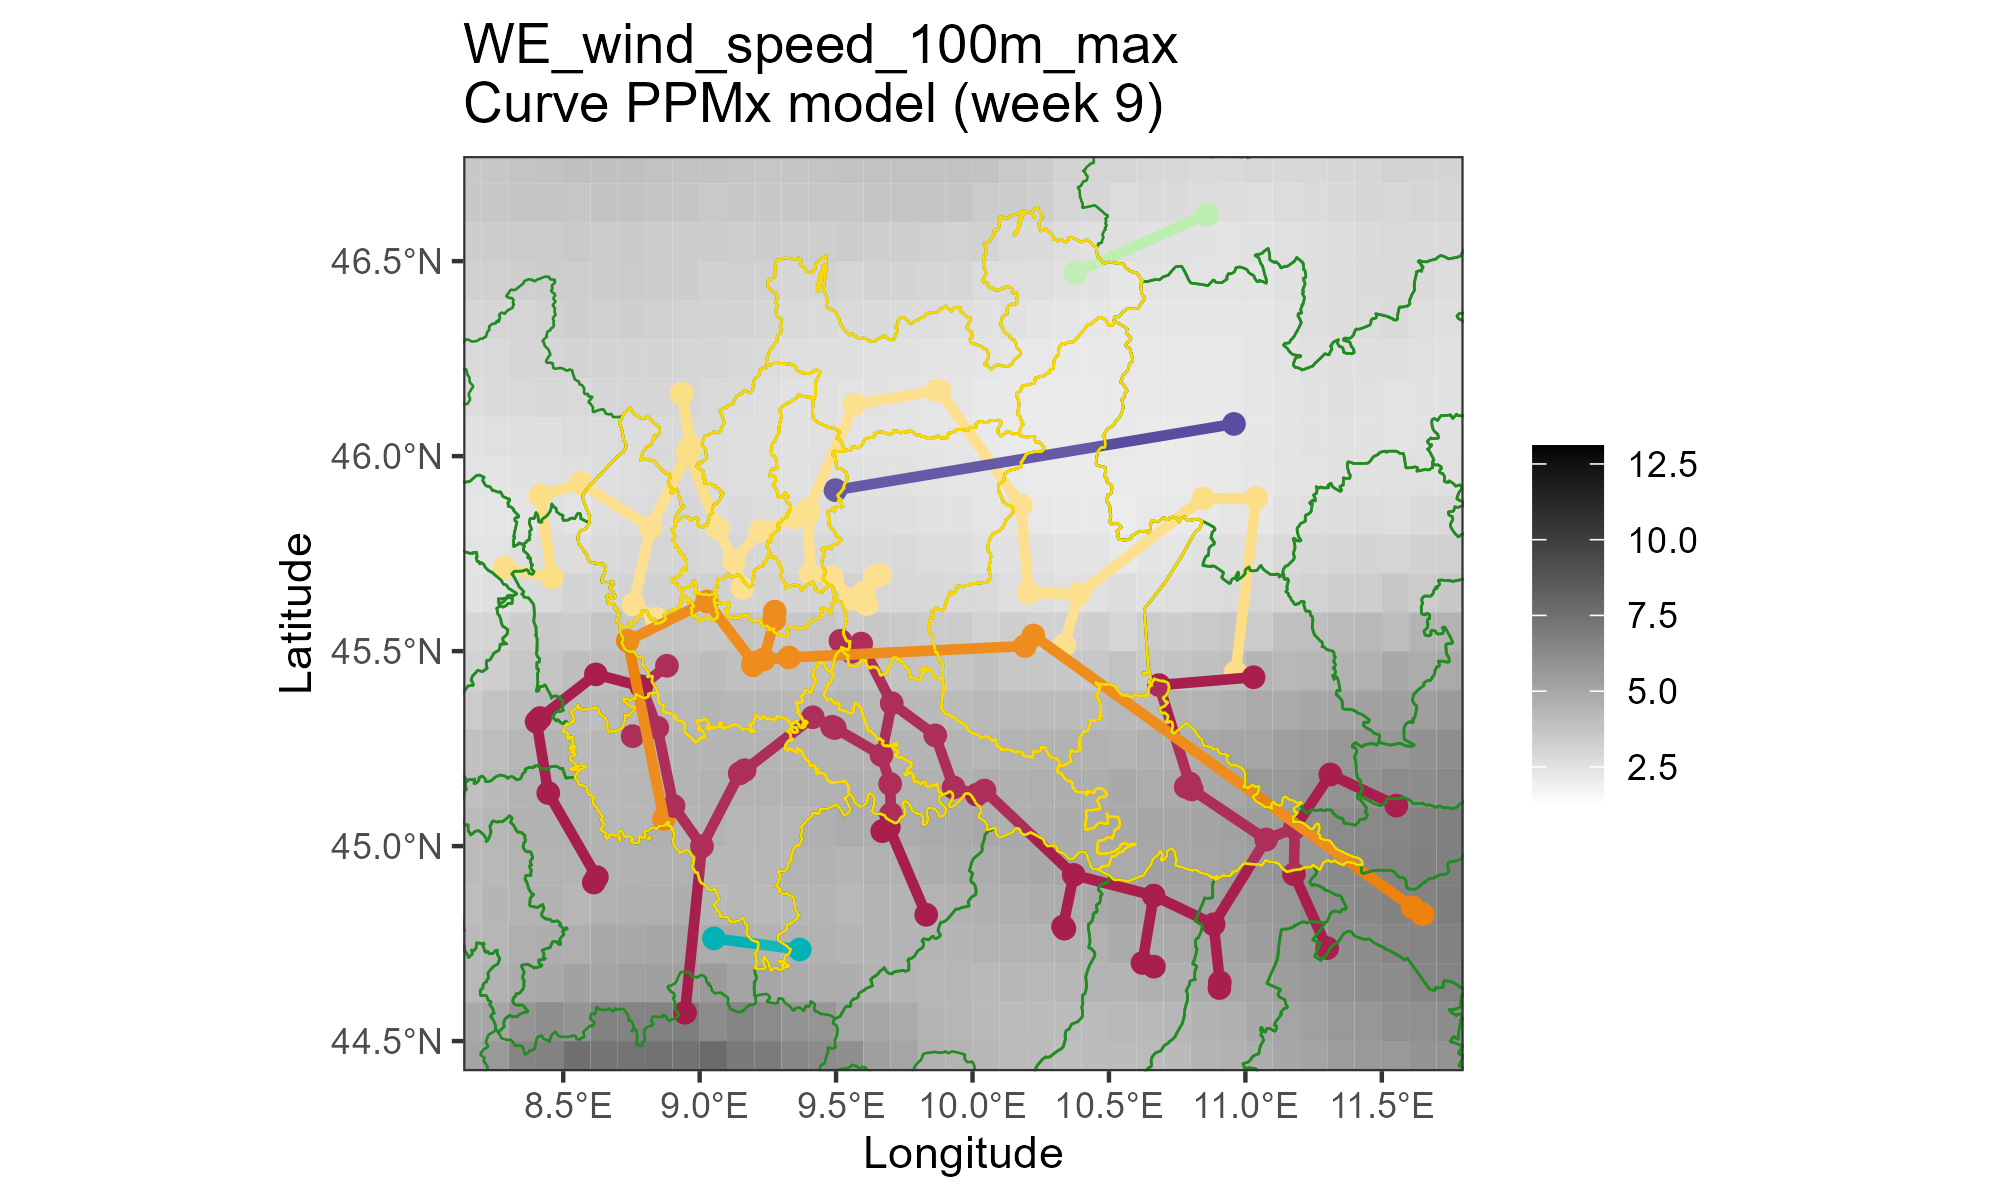 WE_wind_speed_100m_max
Curve PPMx model (week 9)
46.5°N
46.0°N
45.5°N
45.0°N
44.5°N
Latitude
8.5°E 9.0°E 9.5°E 10.0°E 10.5°E 11.0°E 11.5°E
Longitude
12.5
10.0
7.5
5.0
2.5